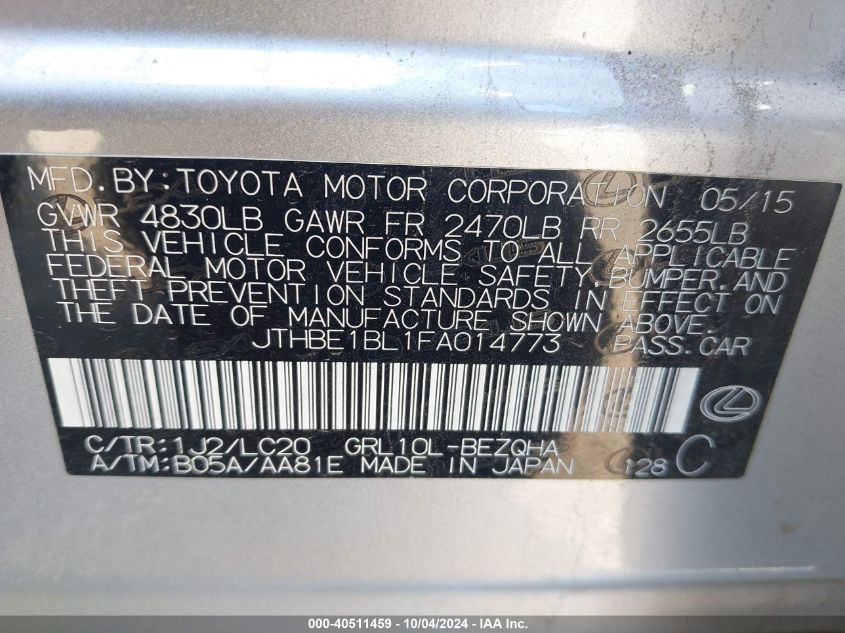 MFD. BY: TOYOTA MOTOR CORPORATION 05/15
GVWR 4830LB GAWR FR 2470LB RR 2655LB
THIS VEHICLE CONFORMS TO ALL APPLICABLE
FEDERAL MOTOR VEHICLE SAFETY, BUMPER, AND
THEFT PREVENTION STANDARDS IN EFFECT ON
THE DATE OF MANUFACTURE SHOWN ABOVE.
JTHBE1BL1FA014773 PASS. CAR
C/TR: 1J2/LC20 GRL10L-BEZQHA
A/TM: B05A/AA81E MADE IN JAPAN 128 C
000-40511459 - 10/04/2024 - IAA Inc.